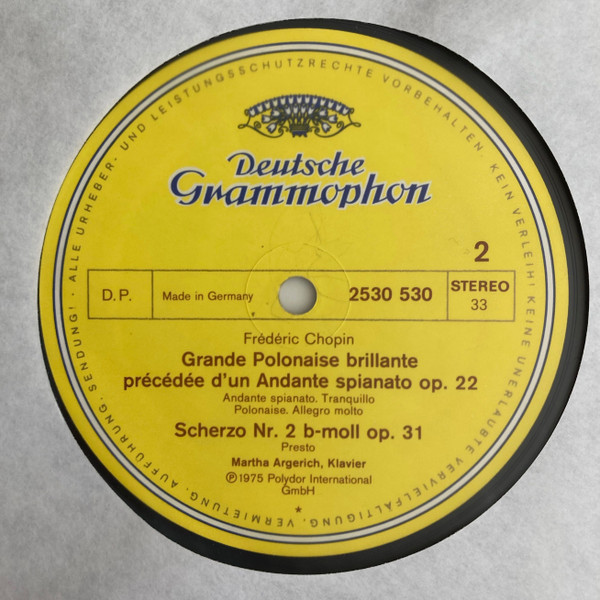 ALLE URHEBER- UND LEISTUNGSSCHUTZRECHTE VORBEHALTEN. KEIN VERLEIH! KEINE UNERLAUBTE VERVIELFÄLTIGUNG, VERMIETUNG, AUFFÜHRUNG, SENDUNG!
Deutsche
Grammophon
2
D.P.
Made in Germany
2530 530
STEREO
33
Frédéric Chopin
Grande Polonaise brillante
précédée d'un Andante spianato op. 22
Andante spianato. Tranquillo
Polonaise. Allegro molto
Scherzo Nr. 2 b-moll op. 31
Presto
Martha Argerich, Klavier
℗1975 Polydor International
GmbH